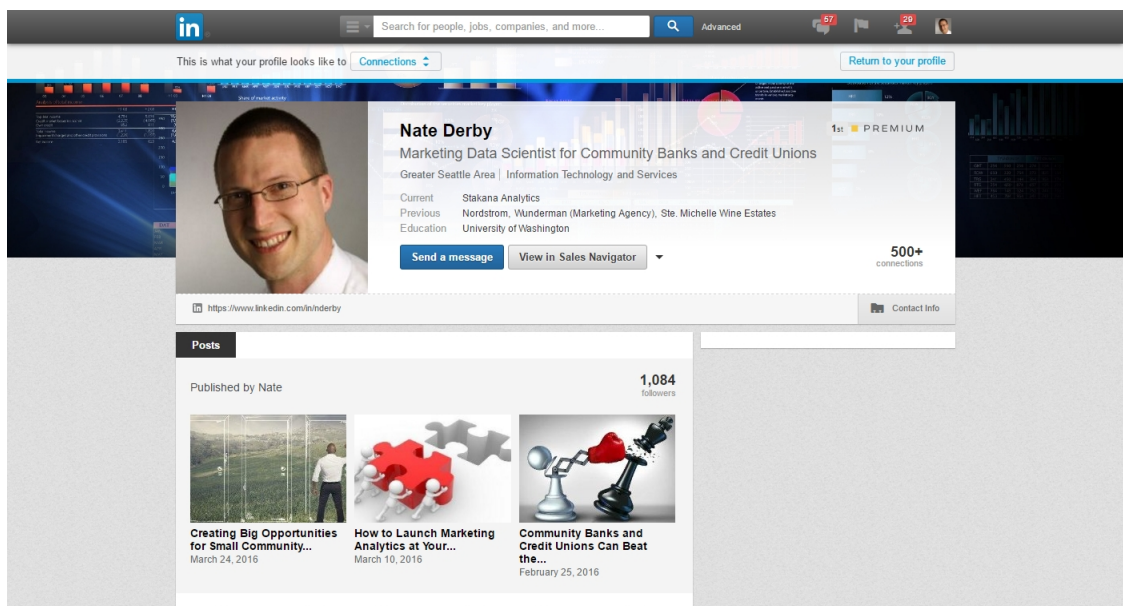 in
Search for people, jobs, companies, and more...
Advanced
57
29
This is what your profile looks like to
Connections
Return to your profile
Share of market activity
Nate Derby
1st
PREMIUM
Marketing Data Scientist for Community Banks and Credit Unions
Greater Seattle Area | Information Technology and Services
Current Stakana Analytics
Previous Nordstrom, Wunderman (Marketing Agency), Ste. Michelle Wine Estates
Education University of Washington
Send a message
View in Sales Navigator
500+
connections
in https://www.linkedin.com/in/nderby
Contact Info
Posts
Published by Nate
1,084
followers
Creating Big Opportunities
for Small Community...
March 24, 2016
How to Launch Marketing
Analytics at Your...
March 10, 2016
Community Banks and
Credit Unions Can Beat
the...
February 25, 2016